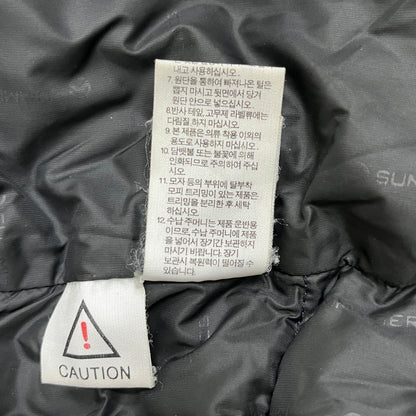 내고 사용하십시오.
7. 원단을 통하여 빠져나온 털은
뽑지 마시고 뒷면에서 당겨
원단 안으로 넣으십시오.
8.반사 테잎, 고무제 라벨류에는
다림질 하지 마십시오.
9. 본 제품은 의류 착용 이외의
용도로 사용하지 마십시오.
10. 담뱃불 또는 불꽃에 의해
인화되므로 주의하여 주십
시오.
11. 모자 등의 부위에 탈부착
모피 트리밍이 있는 제품은
트리밍을 분리한 후 세탁
하십시오.
12. 수납 주머니는 제품 운반용
이므로, 수납 주머니에 제품
을 넣어서 장기간 보관하지
마시기 바랍니다. 장기
보관시 복원력이 떨어질 수
있습니다.
SUM
CAUTION